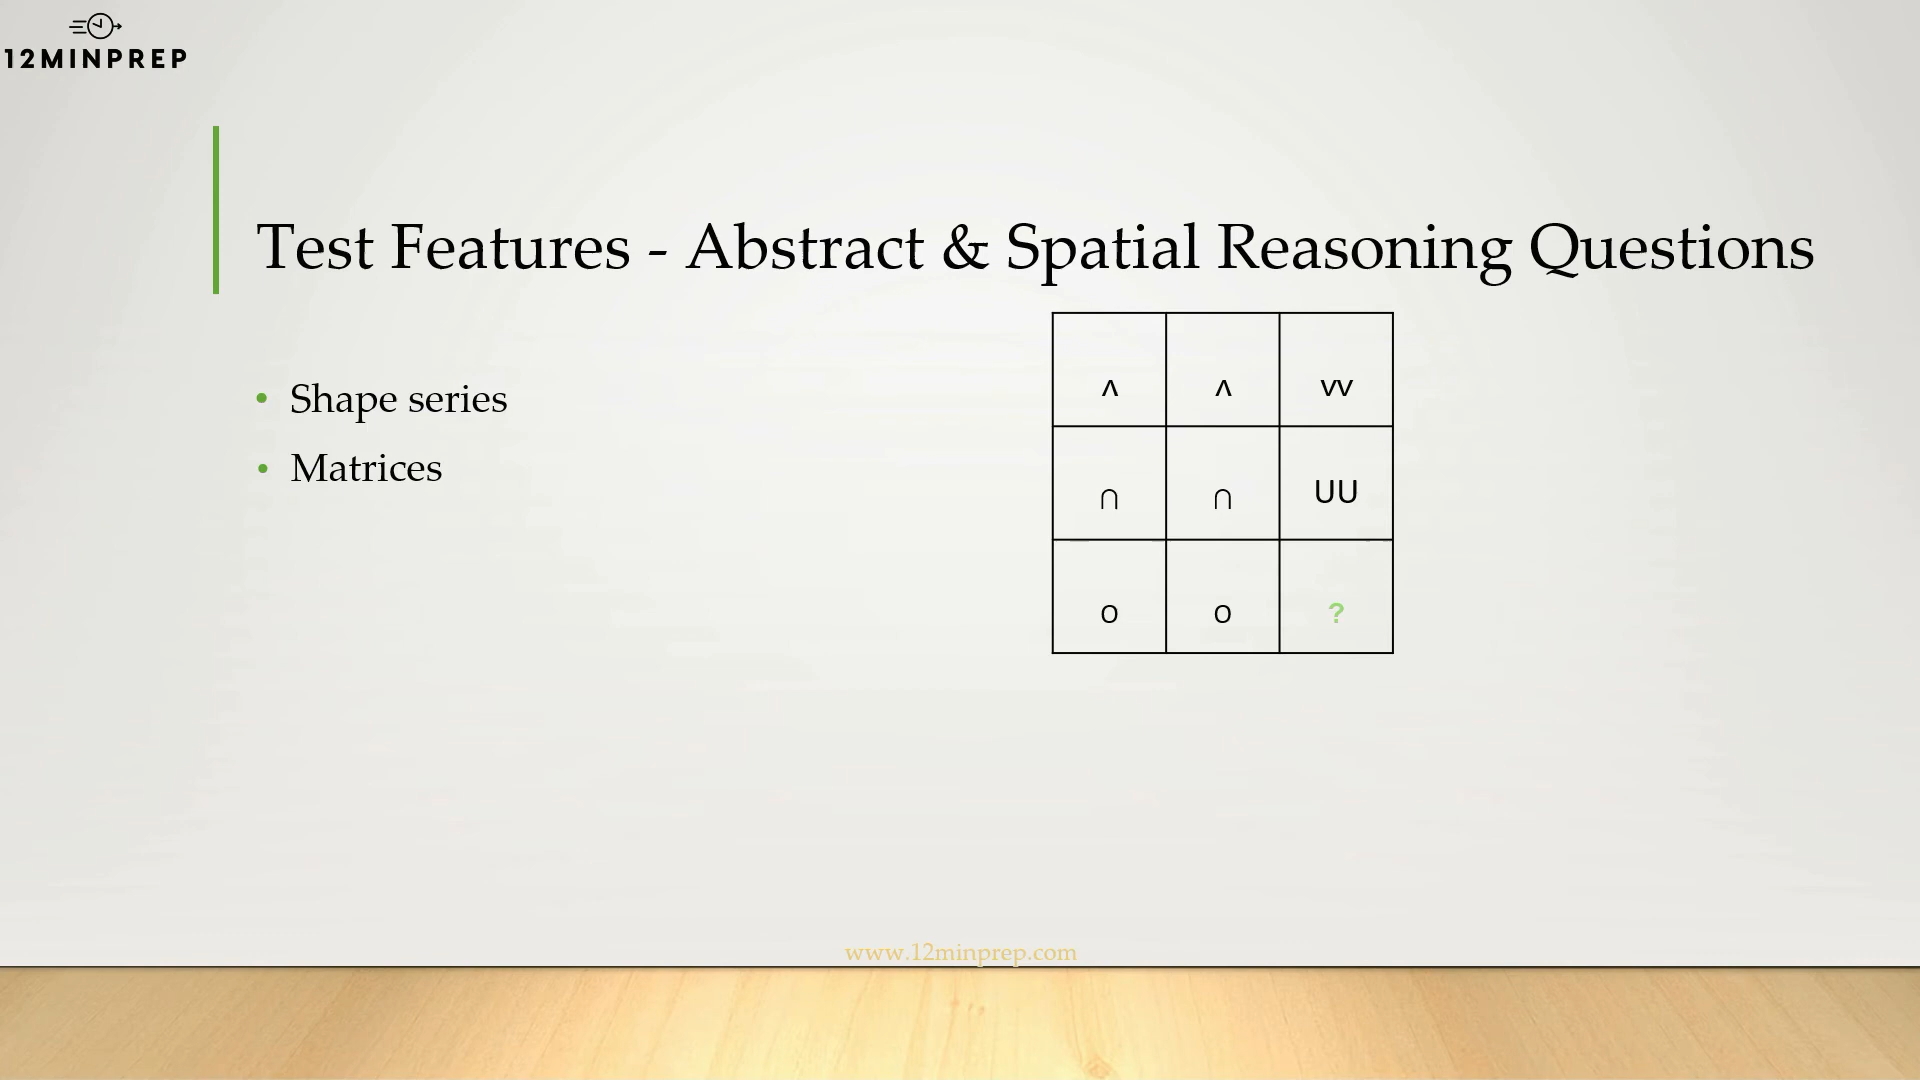 12MINPREP
Test Features - Abstract & Spatial Reasoning Questions
• Shape series
• Matrices
ʌ ʌ vv
∩ ∩ UU
o o ?
www.12minprep.com